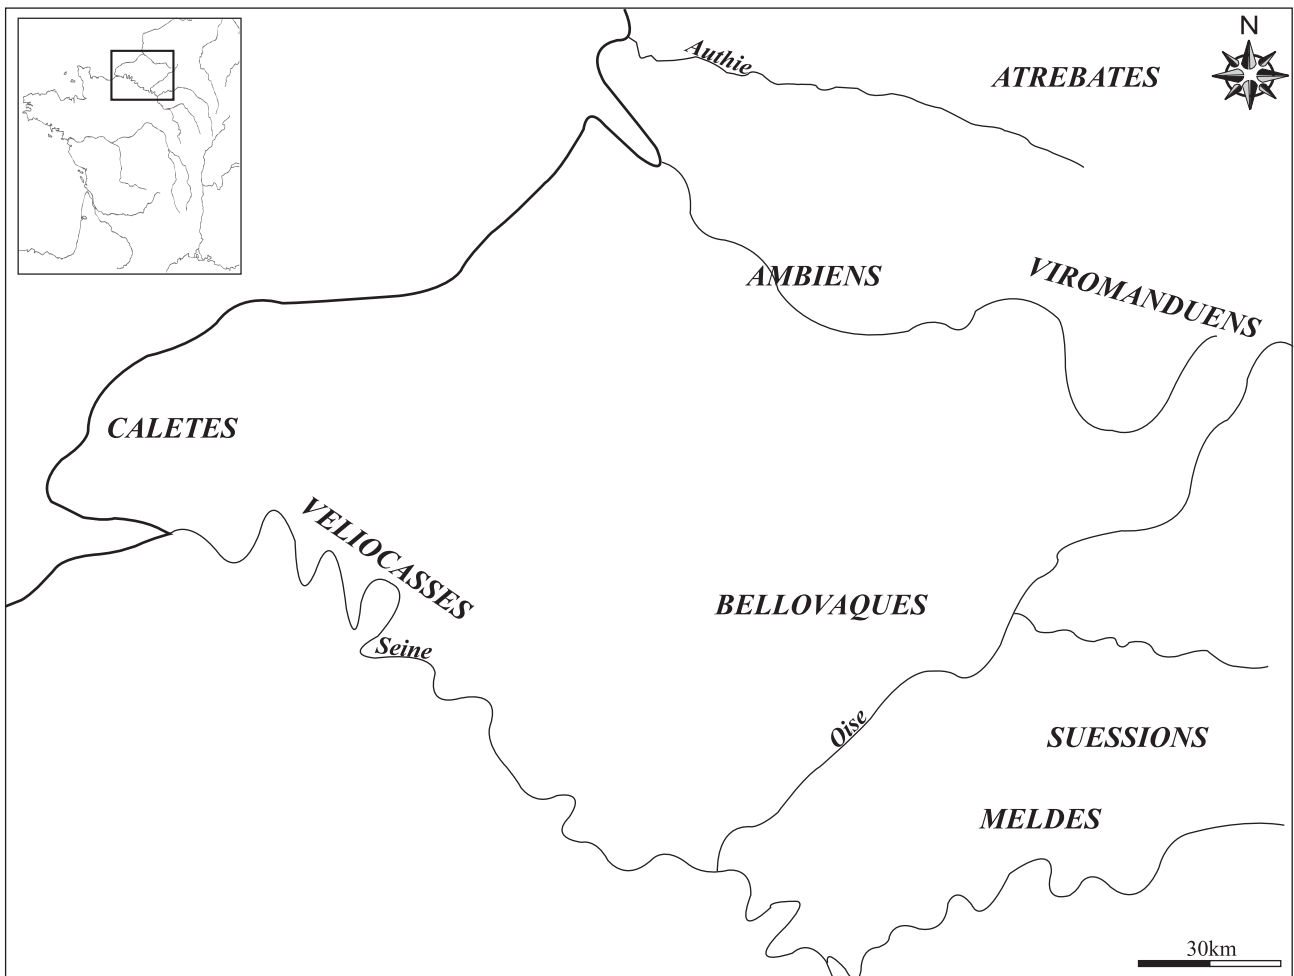 N
Authie
ATREBATES
AMBIENS
VIROMANDUENS
CALETES
VELIOCASSES
BELLOVAQUES
Seine
Oise
SUESSIONS
MELDES
30km